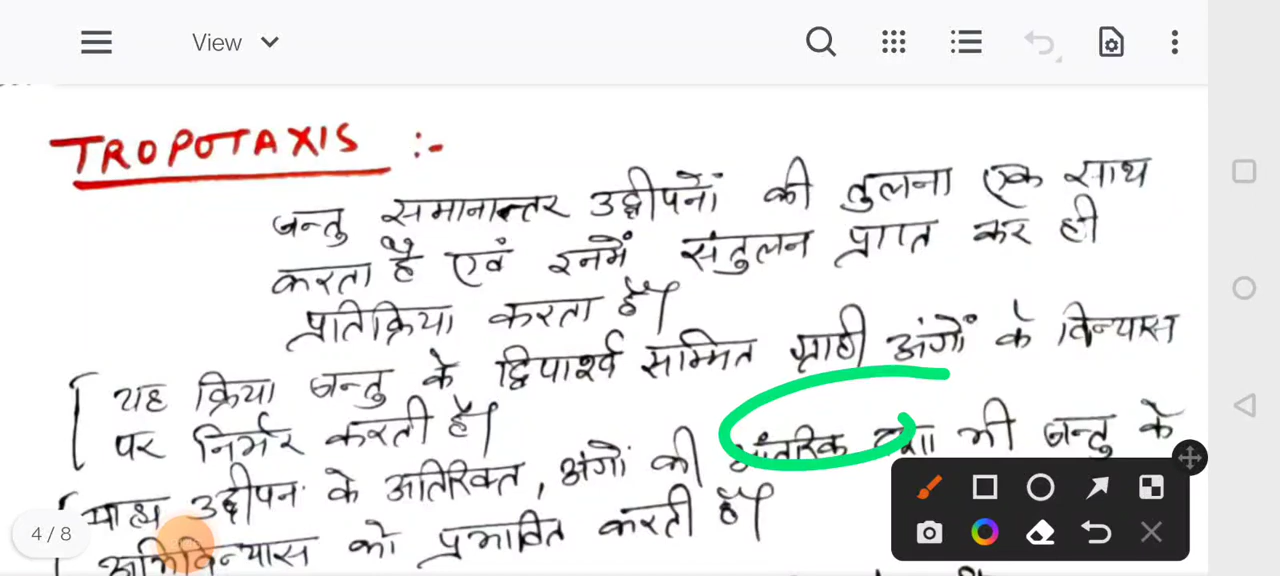 View
TROPOTAXIS :-
जन्तु समानान्तर उद्दीपनों की तुलना एक साथ
करता है एवं इनमें संतुलन प्राप्त कर ही
प्रतिक्रिया करता है।
यह क्रिया जन्तु के द्विपार्श्व सममित ग्राही अंगों के विन्यास
पर निर्भर करती है।
बाह्य उद्दीपन के अतिरिक्त, अंगों की आंतरिक दशा भी जन्तु के
अभिविन्यास को प्रभावित करती है।
4 / 8